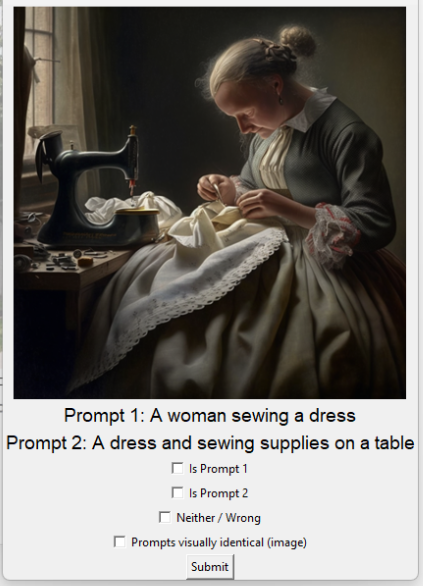 Prompt 1: A woman sewing a dress
Prompt 2: A dress and sewing supplies on a table
Is Prompt 1
Is Prompt 2
Neither / Wrong
Prompts visually identical (image)
Submit